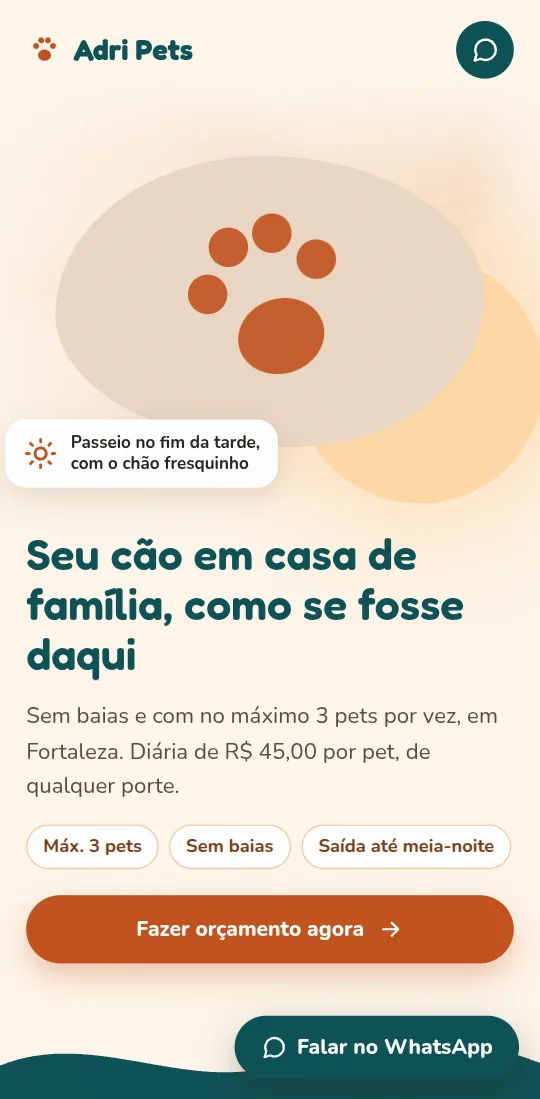 Adri Pets
Passeio no fim da tarde,
com o chão fresquinho
Seu cão em casa de
família, como se fosse
daqui
Sem baias e com no máximo 3 pets por vez, em
Fortaleza. Diária de R$ 45,00 por pet, de
qualquer porte.
Máx. 3 pets
Sem baias
Saída até meia-noite
Fazer orçamento agora
Falar no WhatsApp